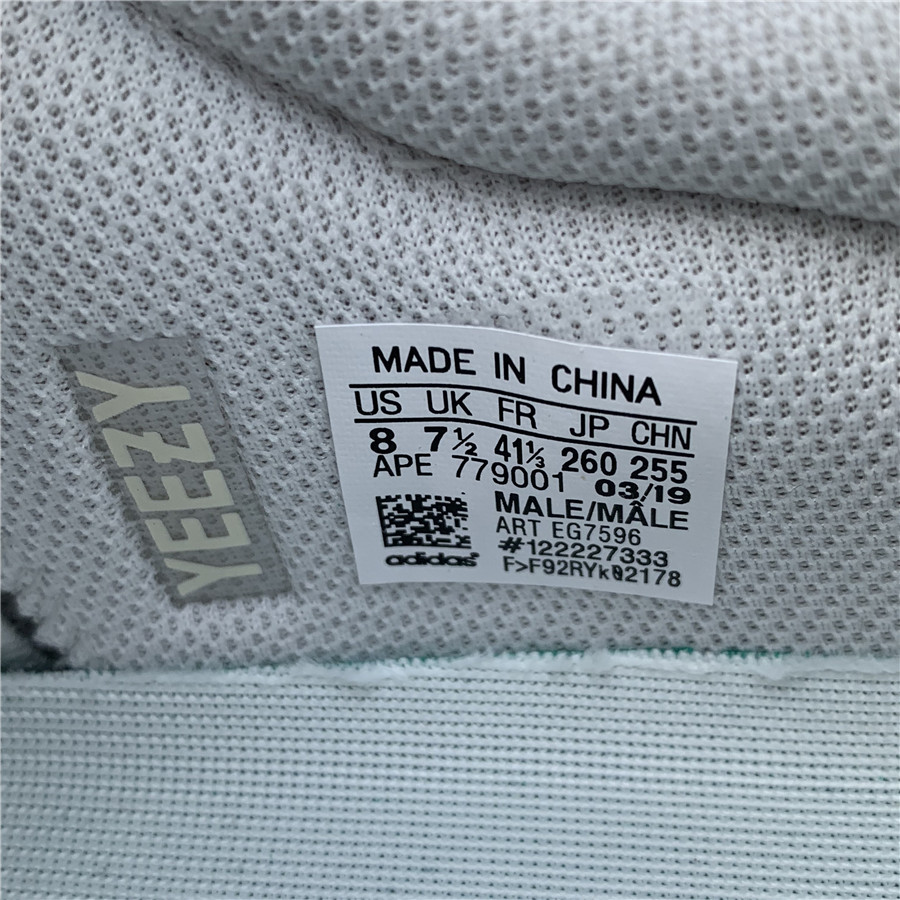 YEEZY
MADE IN CHINA
US UK FR JP CHN
8 7½ 41⅓ 260 255
APE 779001 03/19
MALE/MÂLE
ART EG7596
#122227333
adidas
F>F92RYk02178